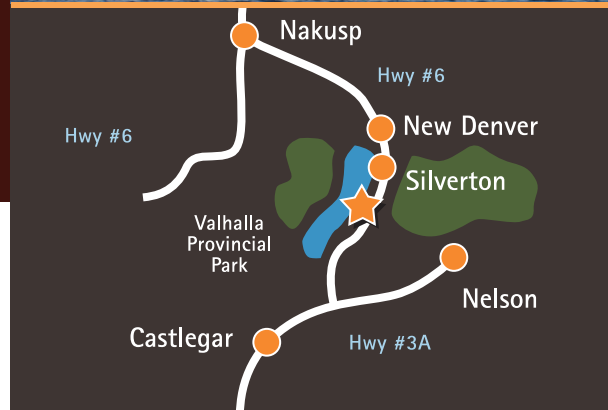 Nakusp
Hwy #6
New Denver
Hwy #6
Silverton
Valhalla
Provincial
Park
Nelson
Castlegar
Hwy #3A